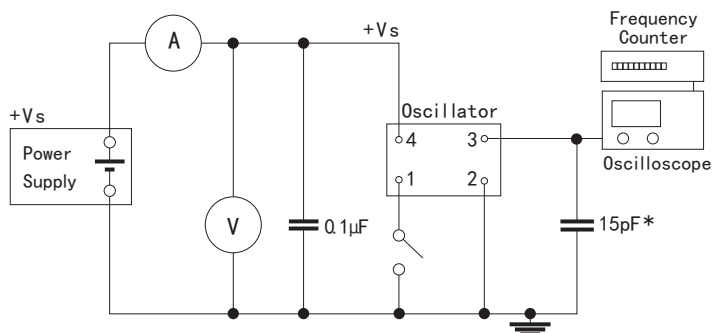 Frequency
Counter
A
+Vs
Oscillator
+Vs
4
3
Power
Supply
Oscilloscope
1
2
V
0.1μF
15pF*